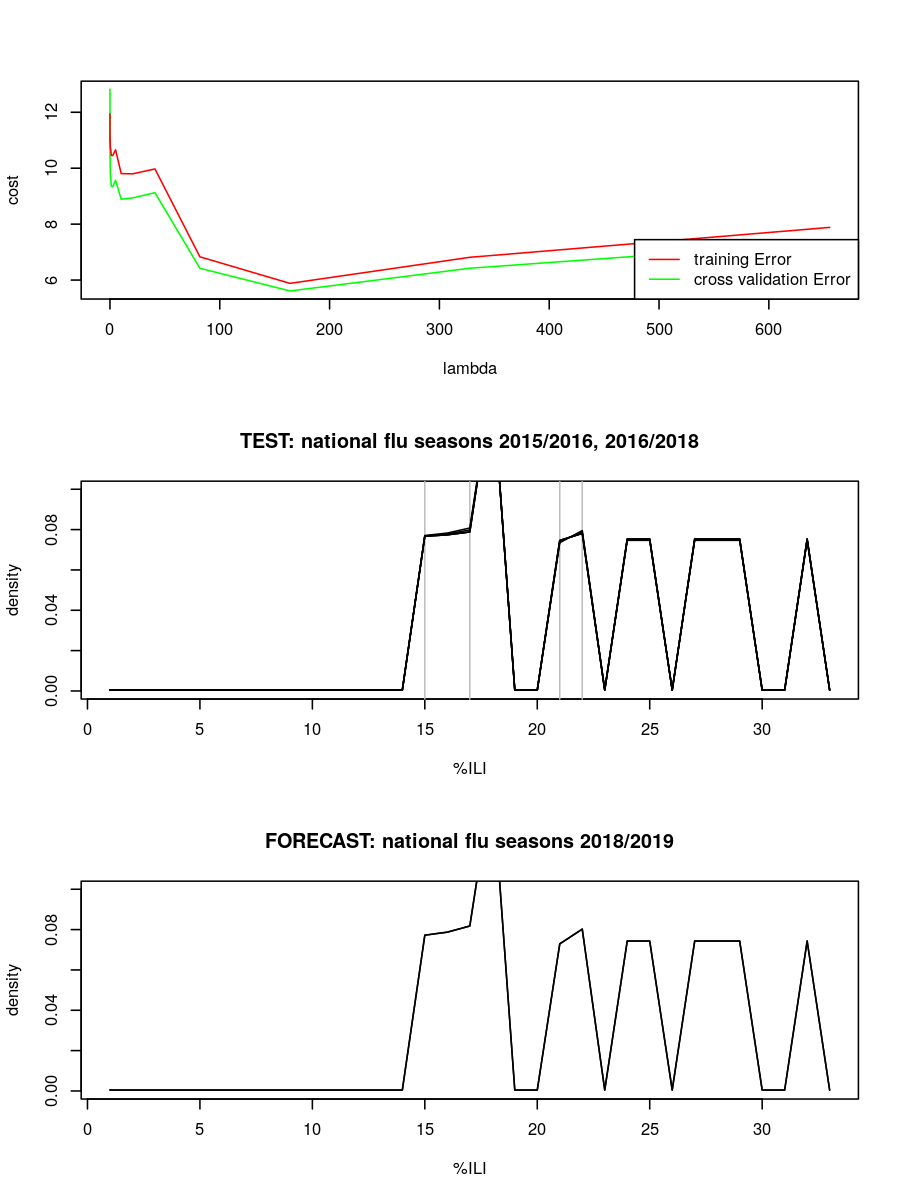 12
10
8
6
cost
training Error
cross validation Error
0 100 200 300 400 500 600
lambda
TEST: national flu seasons 2015/2016, 2016/2018
0.08
0.04
0.00
density
0 5 10 15 20 25 30
%ILI
FORECAST: national flu seasons 2018/2019
0.08
0.04
0.00
density
0 5 10 15 20 25 30
%ILI